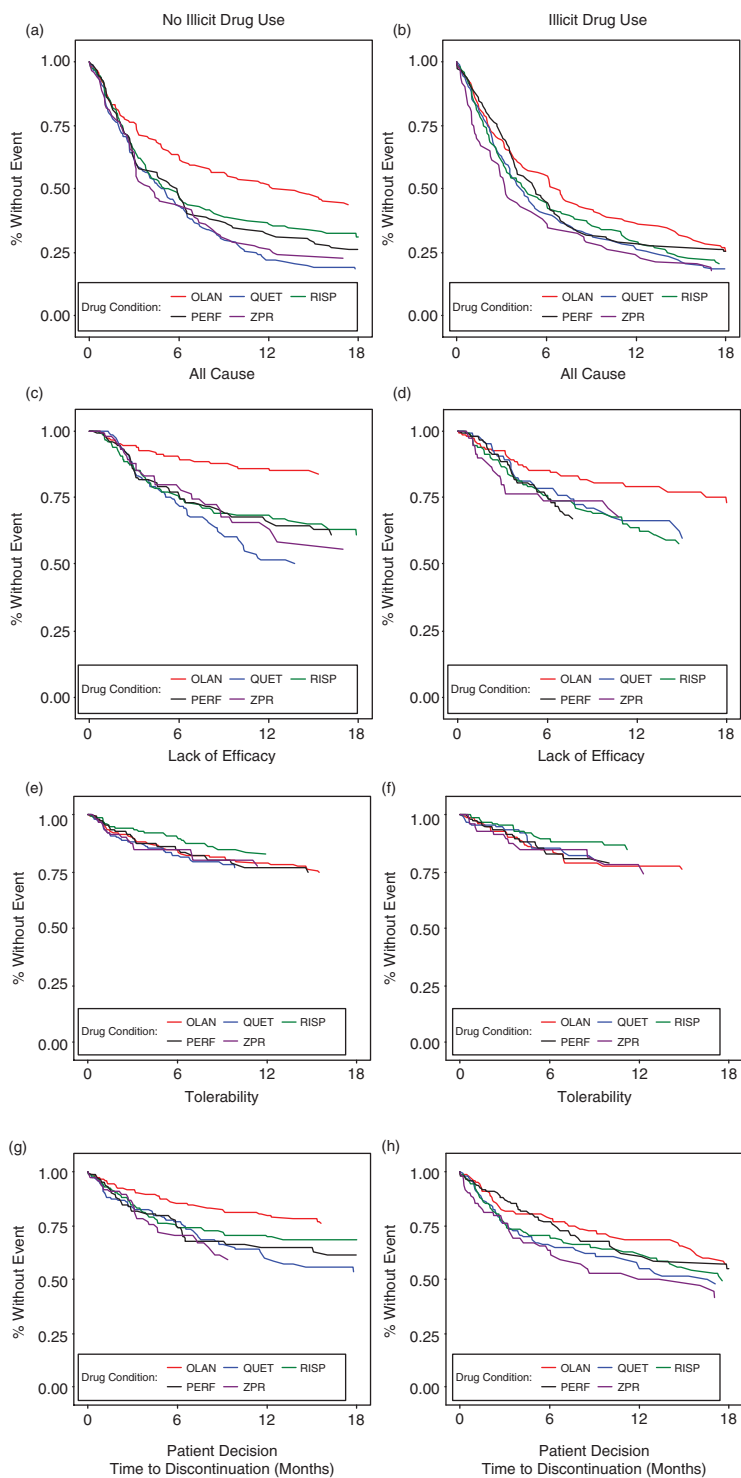 No Illicit Drug Use
Illicit Drug Use
(a)
(b)
% Without Event
1.00
0.75
0.50
0.25
0.00
Drug Condition: OLAN QUET RISP
PERF ZPR
0 6 12 18
All Cause
% Without Event
1.00
0.75
0.50
0.25
0.00
Drug Condition: OLAN QUET RISP
PERF ZPR
0 6 12 18
All Cause
(c)
(d)
% Without Event
1.00
0.75
0.50
0.25
0.00
Drug Condition: OLAN QUET RISP
PERF ZPR
0 6 12 18
Lack of Efficacy
% Without Event
1.00
0.75
0.50
0.25
0.00
Drug Condition: OLAN QUET RISP
PERF ZPR
0 6 12 18
Lack of Efficacy
(e)
(f)
% Without Event
1.00
0.75
0.50
0.25
0.00
Drug Condition: OLAN QUET RISP
PERF ZPR
0 6 12 18
Tolerability
% Without Event
1.00
0.75
0.50
0.25
0.00
Drug Condition: OLAN QUET RISP
PERF ZPR
0 6 12 18
Tolerability
(g)
(h)
% Without Event
1.00
0.75
0.50
0.25
0.00
Drug Condition: OLAN QUET RISP
PERF ZPR
0 6 12 18
Patient Decision
Time to Discontinuation (Months)
% Without Event
1.00
0.75
0.50
0.25
0.00
Drug Condition: OLAN QUET RISP
PERF ZPR
0 6 12 18
Patient Decision
Time to Discontinuation (Months)